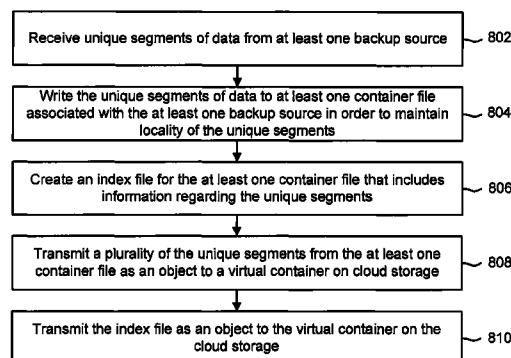 Receive unique segments of data from at least one backup source
802
Write the unique segments of data to at least one container file
associated with the at least one backup source in order to maintain
locality of the unique segments
804
Create an index file for the at least one container file that includes
information regarding the unique segments
806
Transmit a plurality of the unique segments from the at least one
container file as an object to a virtual container on cloud storage
808
Transmit the index file as an object to the virtual container on the
cloud storage
810